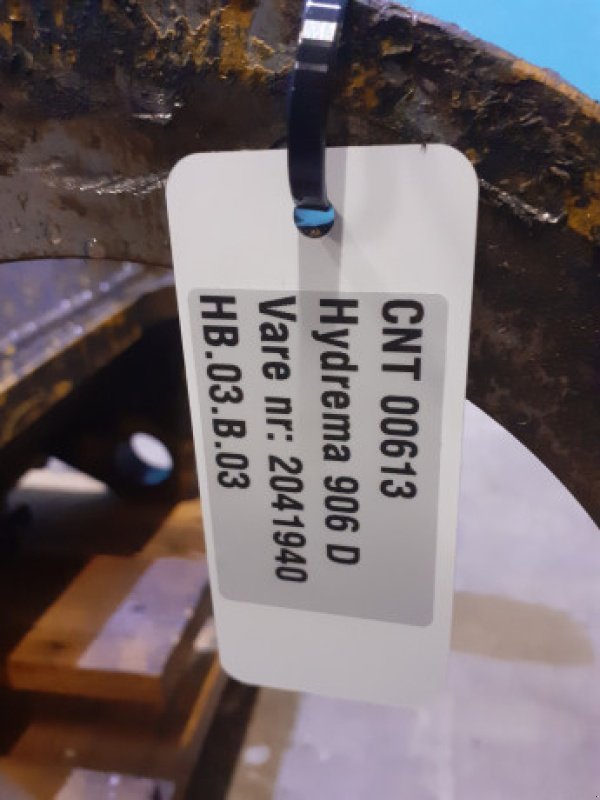 CNT 00613
Hydrema 906 D
Vare nr: 2041940
HB.03.B.03